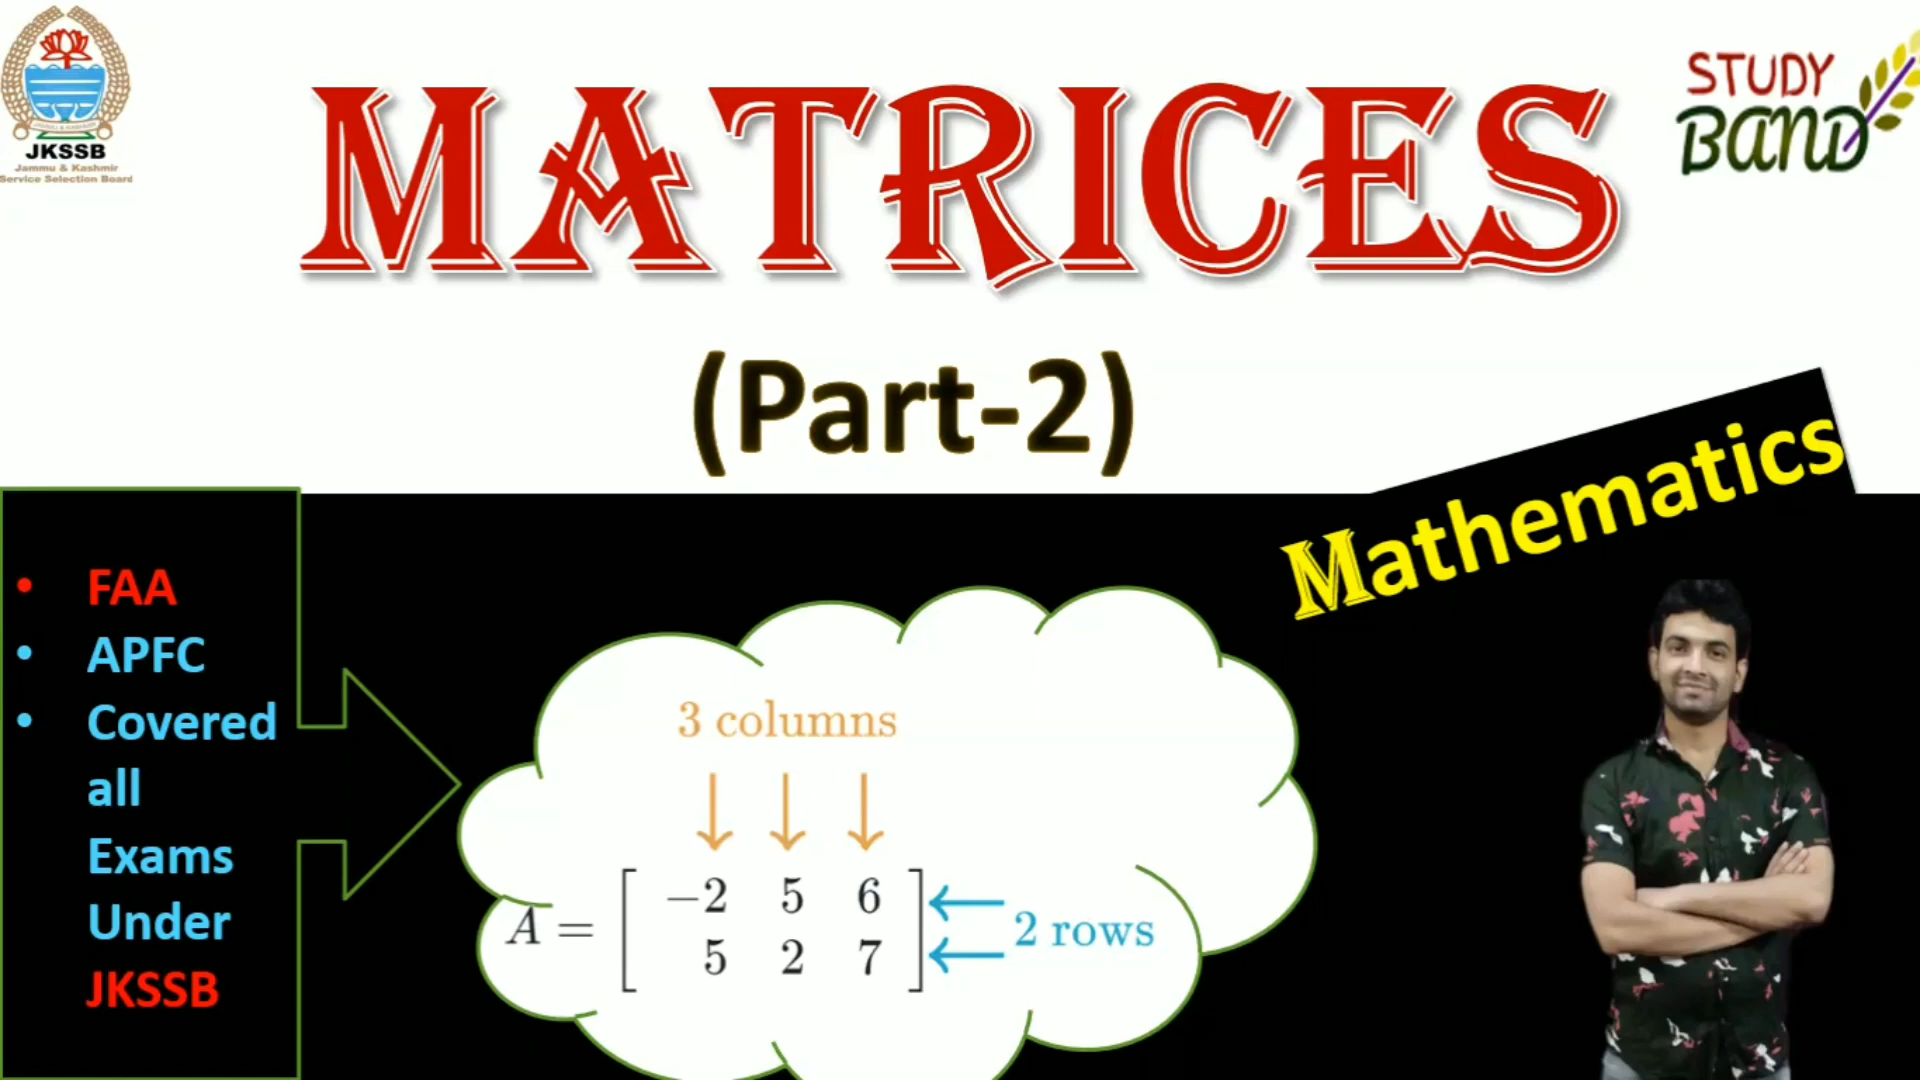 JKSSB
Jammu & Kashmir
Service Selection Board
MATRICES
STUDY
BAND
(Part-2)
Mathematics
• FAA
• APFC
• Covered
all
Exams
Under
JKSSB
3 columns
A = [ −2 5 6
5 2 7 ]
2 rows